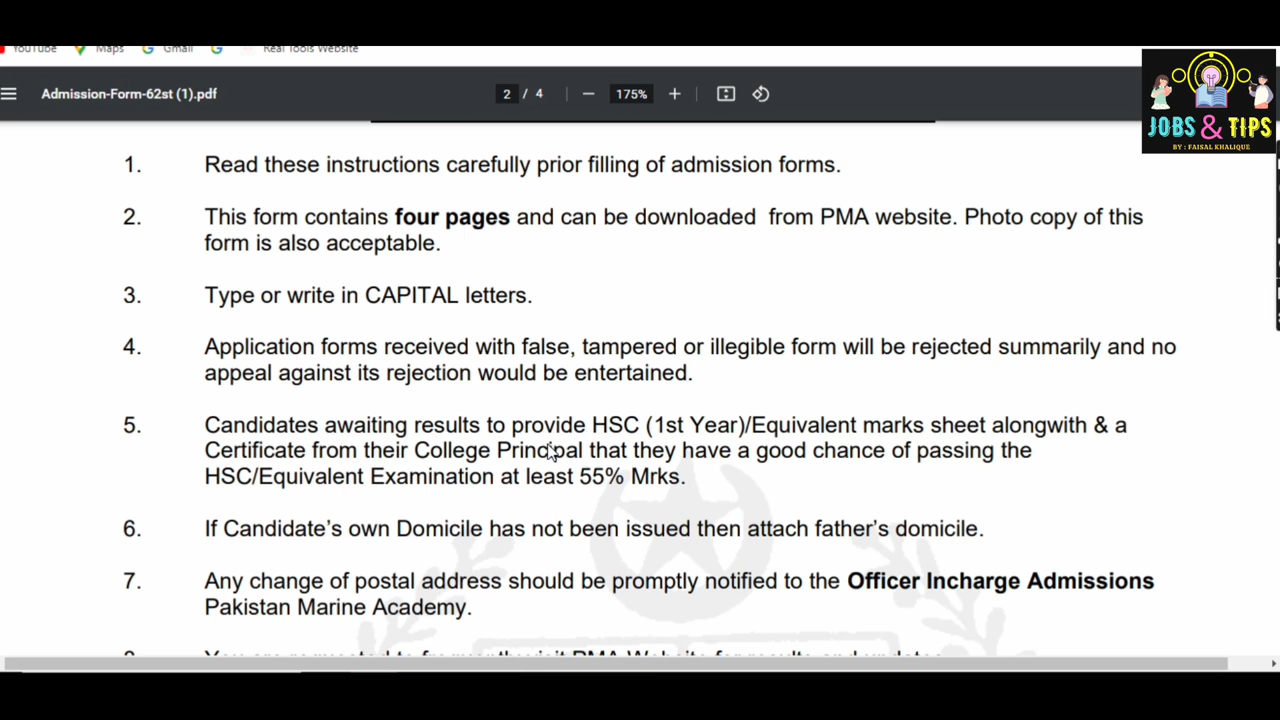 YouTube Maps Gmail Real Tools Website
Admission-Form-62st (1).pdf 2 / 4 175%
JOBS & TIPS
BY : FAISAL KHALIQUE
1. Read these instructions carefully prior filling of admission forms.
2. This form contains four pages and can be downloaded from PMA website. Photo copy of this
form is also acceptable.
3. Type or write in CAPITAL letters.
4. Application forms received with false, tampered or illegible form will be rejected summarily and no
appeal against its rejection would be entertained.
5. Candidates awaiting results to provide HSC (1st Year)/Equivalent marks sheet alongwith & a
Certificate from their College Principal that they have a good chance of passing the
HSC/Equivalent Examination at least 55% Mrks.
6. If Candidate’s own Domicile has not been issued then attach father’s domicile.
7. Any change of postal address should be promptly notified to the Officer Incharge Admissions
Pakistan Marine Academy.